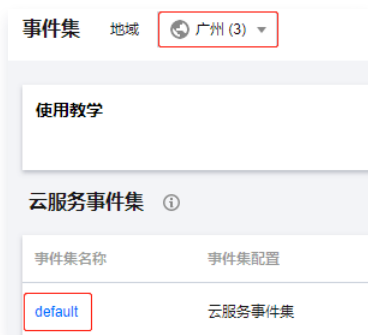 事件集 地域 广州 (3)
使用教学
云服务事件集
事件集名称 事件集配置
default 云服务事件集